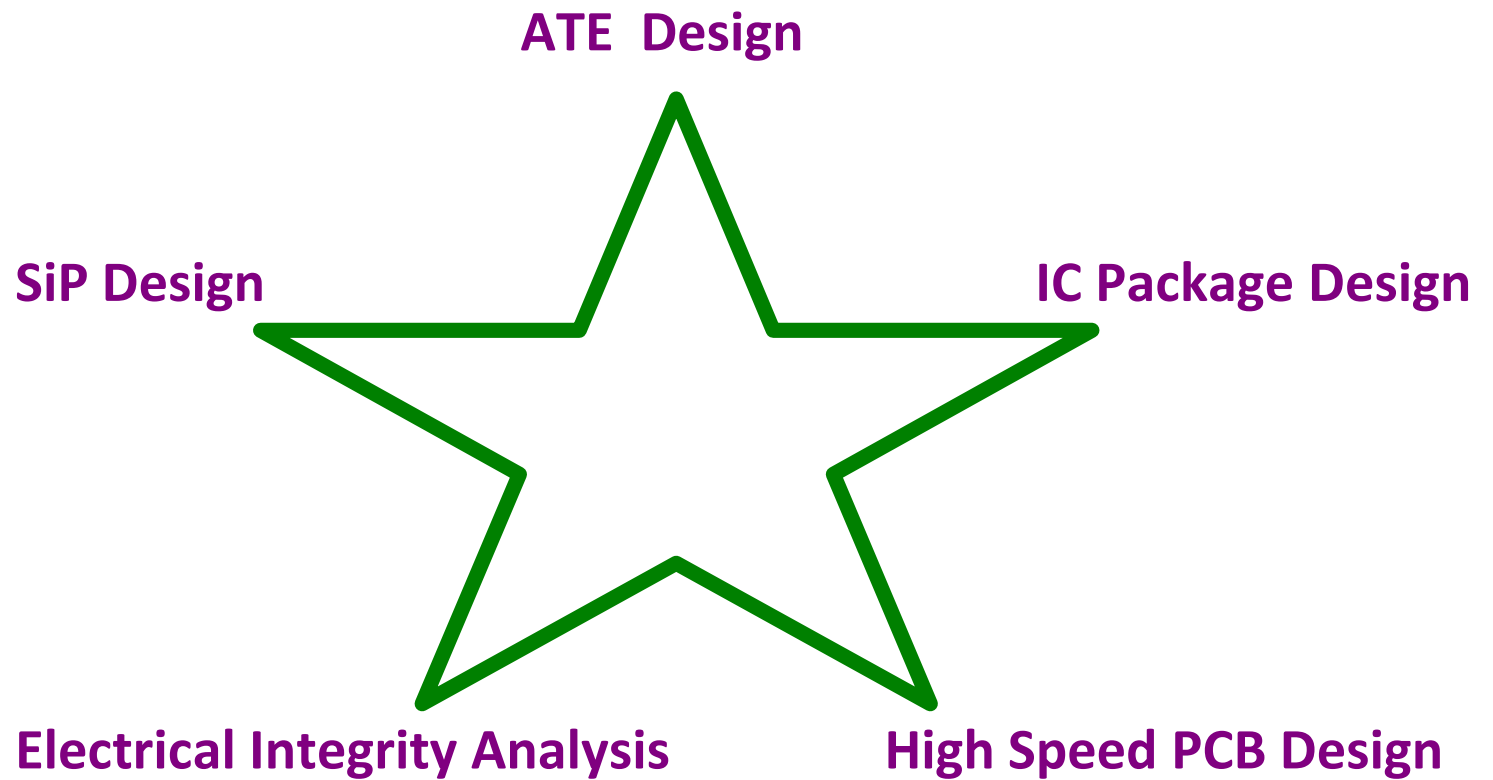 ATE  Design
SiP Design
IC Package Design
Electrical Integrity Analysis
High Speed PCB Design